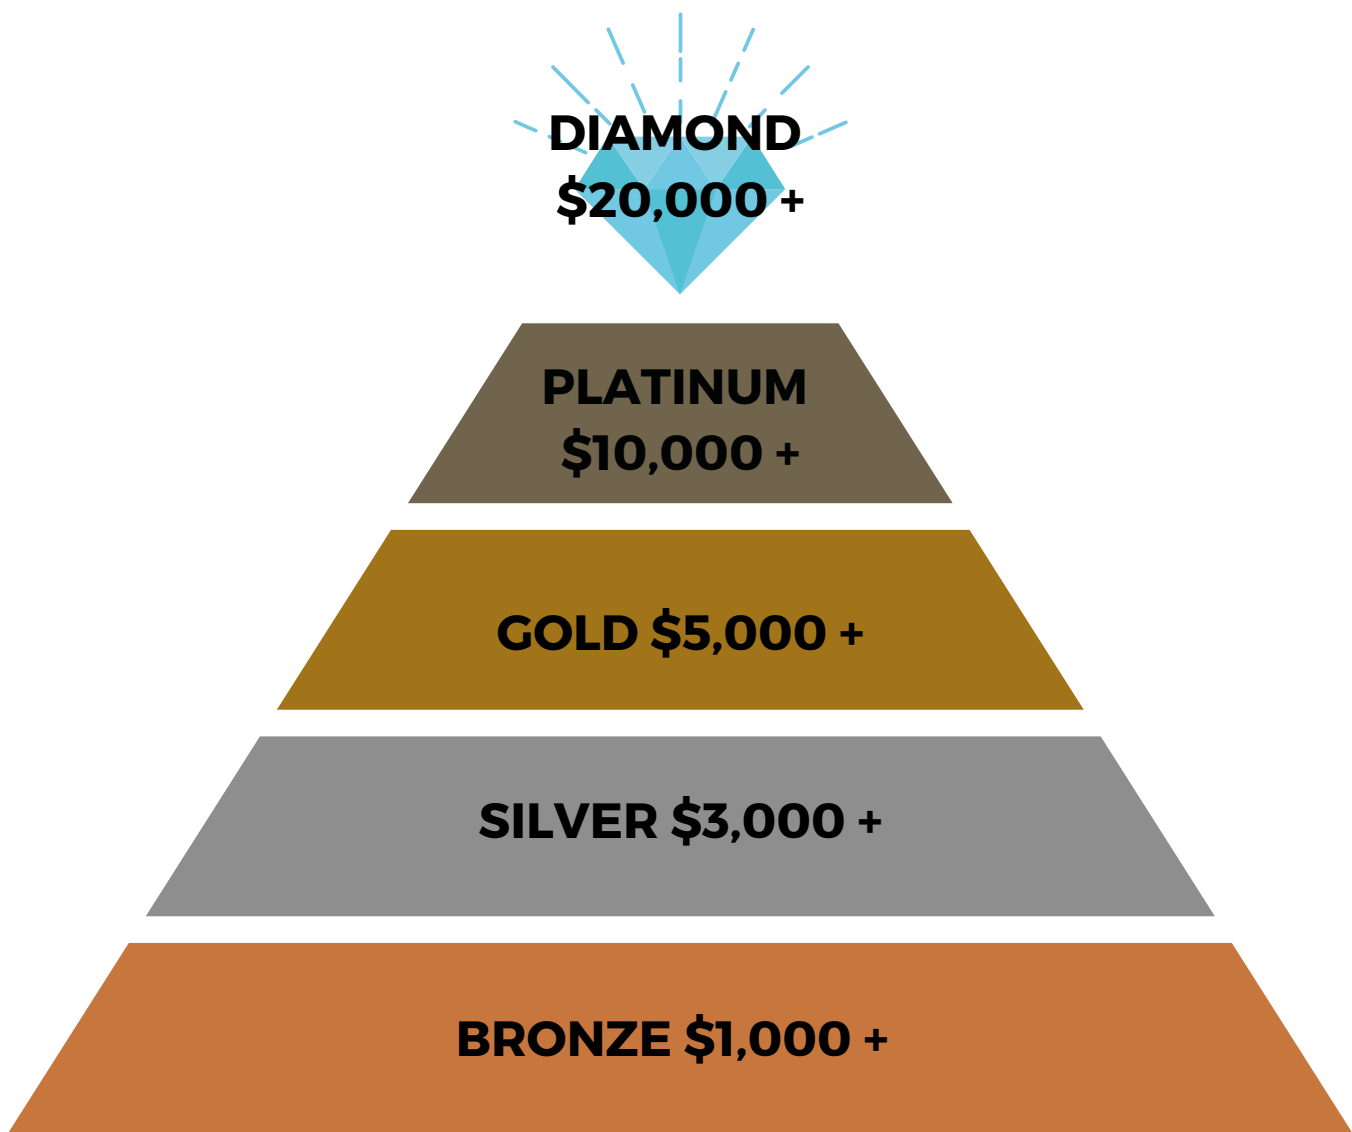 DIAMOND
$20,000 +
PLATINUM
$10,000 +
GOLD $5,000 +
SILVER $3,000 +
BRONZE $1,000 +